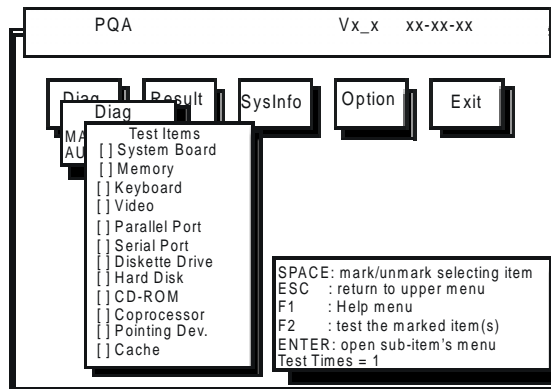 PQA Vx_x xx-xx-xx
Diag Result SysInfo Option Exit
Diag
MA
AU
Test Items
[ ] System Board
[ ] Memory
[ ] Keyboard
[ ] Video
[ ] Parallel Port
[ ] Serial Port
[ ] Diskette Drive
[ ] Hard Disk
[ ] CD-ROM
[ ] Coprocessor
[ ] Pointing Dev.
[ ] Cache
SPACE: mark/unmark selecting item
ESC : return to upper menu
F1 : Help menu
F2 : test the marked item(s)
ENTER: open sub-item's menu
Test Times = 1